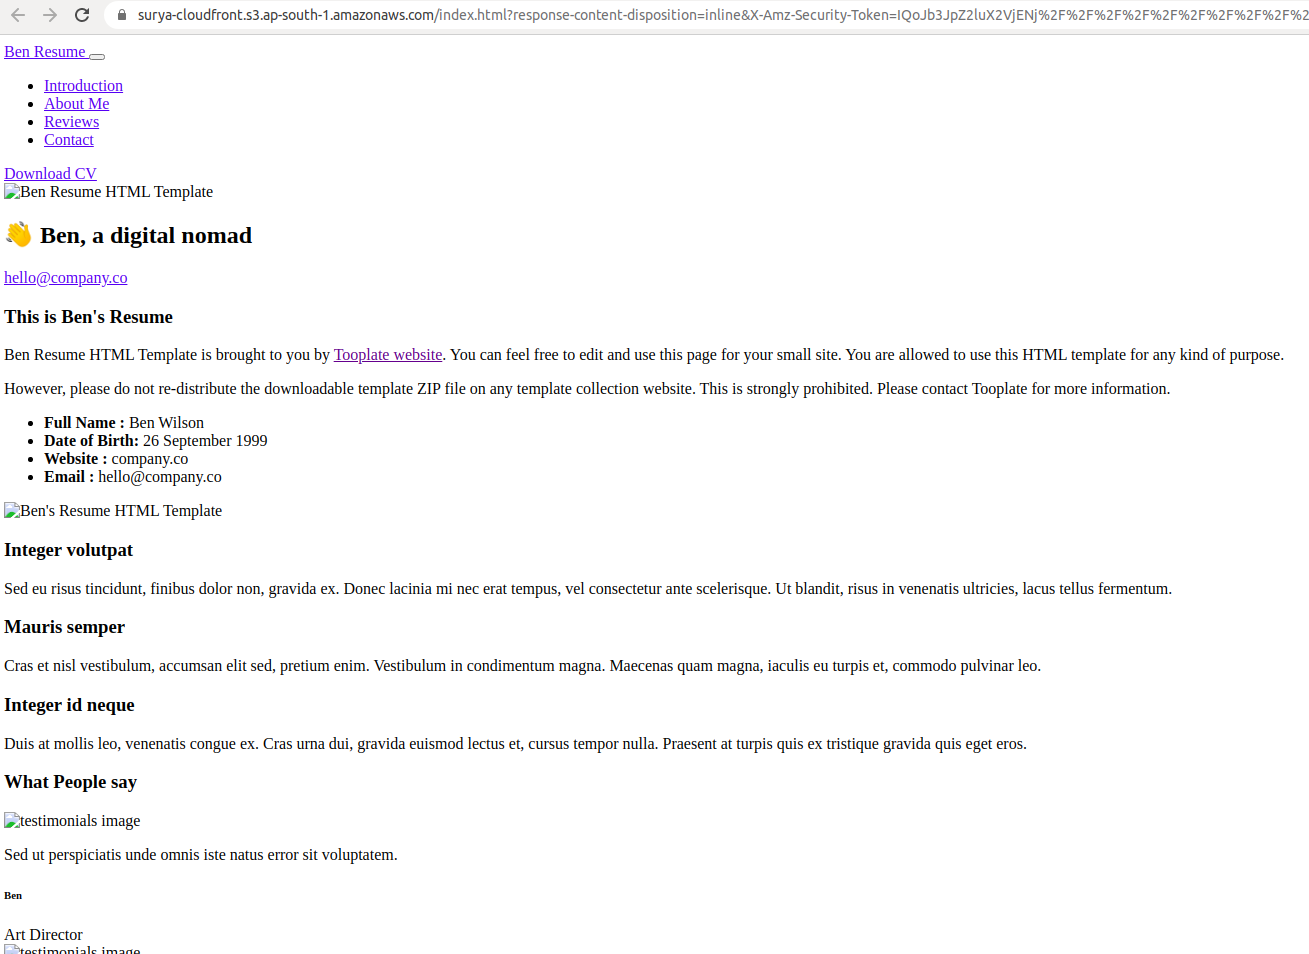 surya-cloudfront.s3.ap-south-1.amazonaws.com/index.html?response-content-disposition=inline&X-Amz-Security-Token=IQoJb3JpZ2luX2VjENj%2F%2F%2F%2F%2F%2F%2F%2F%2F%2
Ben Resume
Introduction
About Me
Reviews
Contact
Download CV
Ben Resume HTML Template
👋 Ben, a digital nomad
hello@company.co
This is Ben's Resume
Ben Resume HTML Template is brought to you by Tooplate website. You can feel free to edit and use this page for your small site. You are allowed to use this HTML template for any kind of purpose.
However, please do not re-distribute the downloadable template ZIP file on any template collection website. This is strongly prohibited. Please contact Tooplate for more information.
Full Name : Ben Wilson
Date of Birth: 26 September 1999
Website : company.co
Email : hello@company.co
Ben's Resume HTML Template
Integer volutpat
Sed eu risus tincidunt, finibus dolor non, gravida ex. Donec lacinia mi nec erat tempus, vel consectetur ante scelerisque. Ut blandit, risus in venenatis ultricies, lacus tellus fermentum.
Mauris semper
Cras et nisl vestibulum, accumsan elit sed, pretium enim. Vestibulum in condimentum magna. Maecenas quam magna, iaculis eu turpis et, commodo pulvinar leo.
Integer id neque
Duis at mollis leo, venenatis congue ex. Cras urna dui, gravida euismod lectus et, cursus tempor nulla. Praesent at turpis quis ex tristique gravida quis eget eros.
What People say
testimonials image
Sed ut perspiciatis unde omnis iste natus error sit voluptatem.
Ben
Art Director
testimonials image